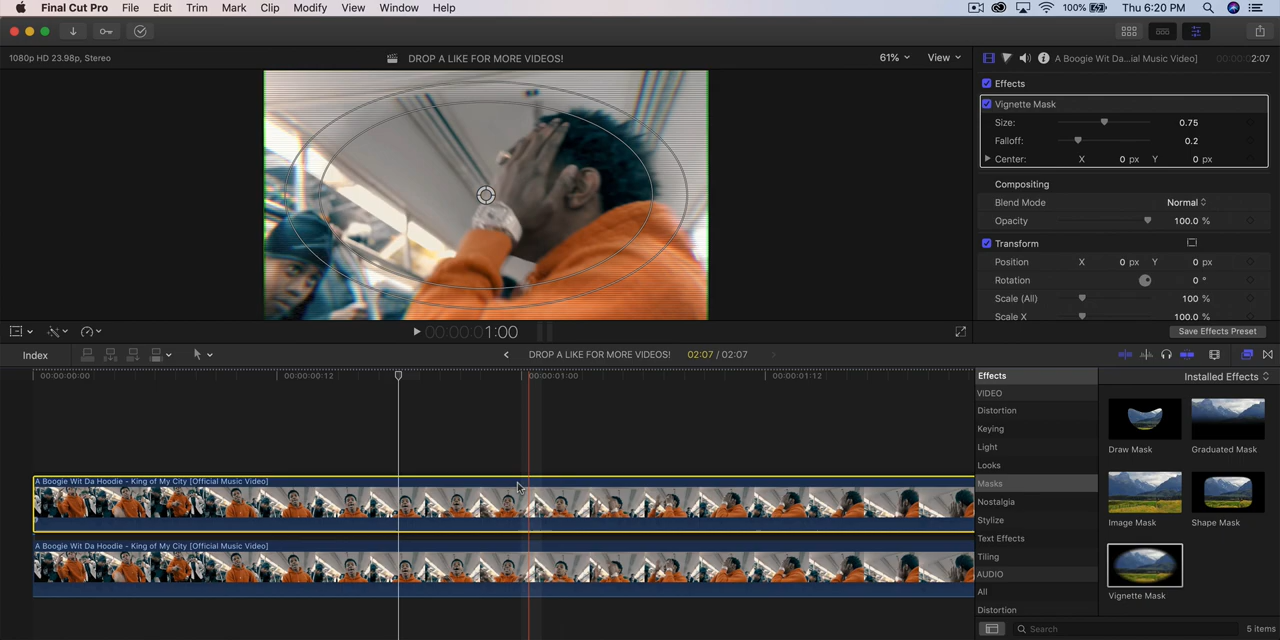 Final Cut Pro File Edit Trim Mark Clip Modify View Window Help 100% Thu 6:20 PM
1080p HD 23.98p, Stereo
DROP A LIKE FOR MORE VIDEOS!
61% View
A Boogie Wit Da...ial Music Video] 00:00:02:07
Effects
Vignette Mask
Size: 0.75
Falloff: 0.2
Center: X 0 px Y 0 px
Compositing
Blend Mode Normal
Opacity 100.0 %
Transform
Position X 0 px Y 0 px
Rotation 0 °
Scale (All) 100 %
Scale X 100 %
00:00:01:00
Save Effects Preset
Index
DROP A LIKE FOR MORE VIDEOS!
02:07 / 02:07
00:00:00:00 00:00:00:12 00:00:01:00 00:00:01:12
A Boogie Wit Da Hoodie - King of My City [Official Music Video]
A Boogie Wit Da Hoodie - King of My City [Official Music Video]
Effects
VIDEO
Distortion
Keying
Light
Looks
Masks
Nostalgia
Stylize
Text Effects
Tiling
AUDIO
All
Distortion
Installed Effects
Draw Mask Graduated Mask
Image Mask Shape Mask
Vignette Mask
Search
5 items